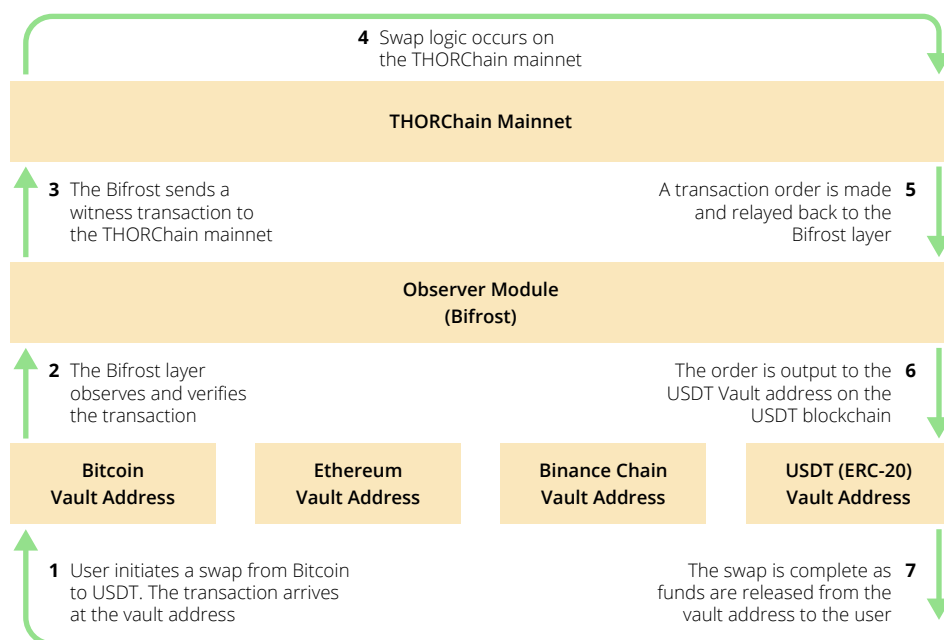 4 Swap logic occurs on
the THORChain mainnet
THORChain Mainnet
3 The Bifrost sends a
witness transaction to
the THORChain mainnet
A transaction order is made 5
and relayed back to the
Bifrost layer
Observer Module
(Bifrost)
2 The Bifrost layer
observes and verifies
the transaction
The order is output to the 6
USDT Vault address on the
USDT blockchain
Bitcoin
Vault Address
Ethereum
Vault Address
Binance Chain
Vault Address
USDT (ERC-20)
Vault Address
1 User initiates a swap from Bitcoin
to USDT. The transaction arrives
at the vault address
The swap is complete as 7
funds are released from the
vault address to the user